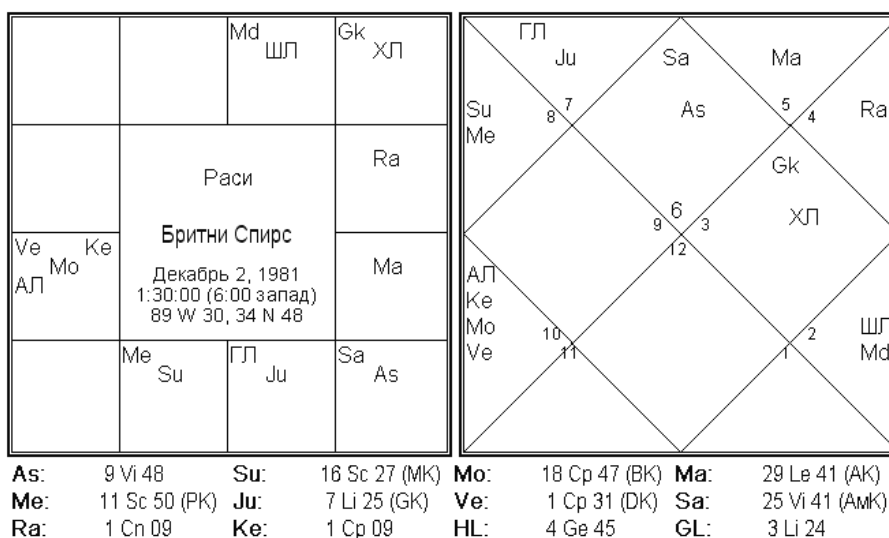 Md
ШЛ
Gk
ХЛ
Ra
Ve Ke
Mo
АЛ
Ma
Me
Su
ГЛ
Ju
Sa
As
Раси
Бритни Спирс
Декабрь 2, 1981
1:30:00 (6:00 запад)
89 W 30, 34 N 48
ГЛ
Ju
Sa
Ma
Su
Me
8 7
As
5 4
Ra
Gk
ХЛ
9 6 3
12
АЛ
Ke
Mo
Ve
10
11
2
1
ШЛ
Md
As: 9 Vi 48 Su: 16 Sc 27 (MK) Mo: 18 Cp 47 (BK) Ma: 29 Le 41 (AK)
Me: 11 Sc 50 (PK) Ju: 7 Li 25 (GK) Ve: 1 Cp 31 (DK) Sa: 25 Vi 41 (АмК)
Ra: 1 Cn 09 Ke: 1 Cp 09 HL: 4 Ge 45 GL: 3 Li 24